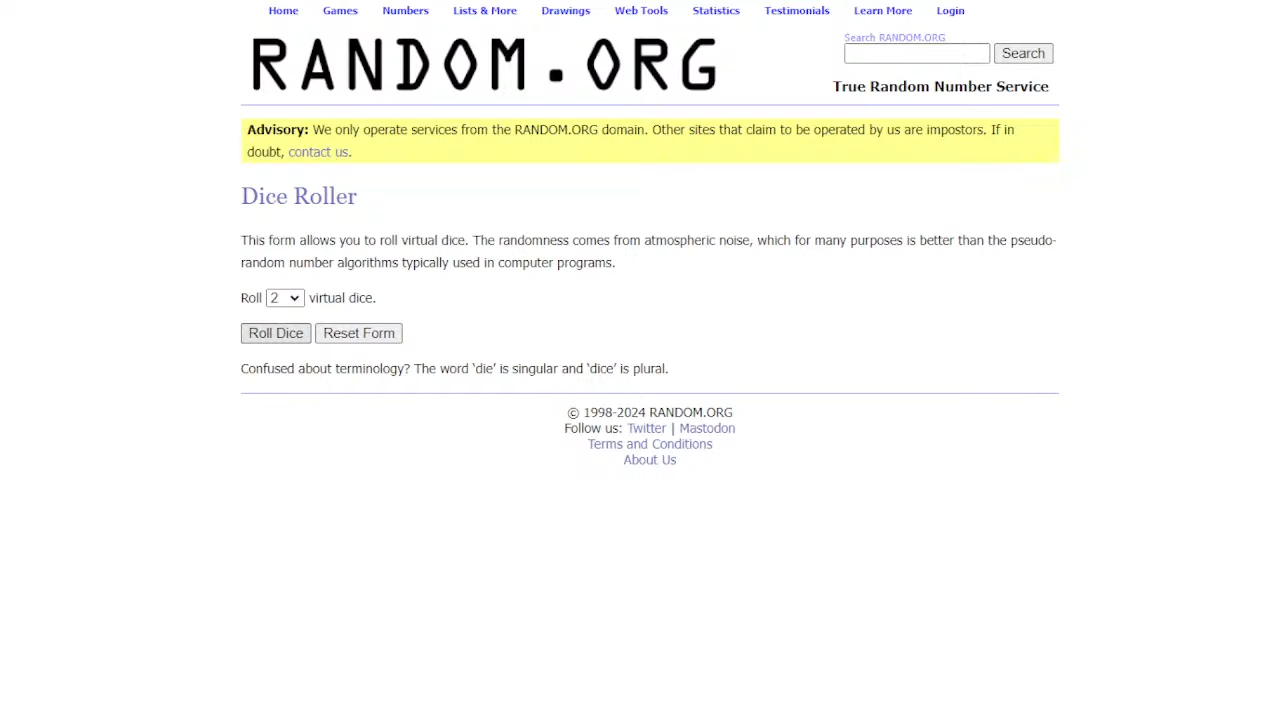 Home Games Numbers Lists & More Drawings Web Tools Statistics Testimonials Learn More Login
RANDOM.ORG
Search RANDOM.ORG
Search
True Random Number Service
Advisory: We only operate services from the RANDOM.ORG domain. Other sites that claim to be operated by us are impostors. If in
doubt, contact us.
Dice Roller
This form allows you to roll virtual dice. The randomness comes from atmospheric noise, which for many purposes is better than the pseudo-
random number algorithms typically used in computer programs.
Roll 2 virtual dice.
Roll Dice Reset Form
Confused about terminology? The word ‘die’ is singular and ‘dice’ is plural.
© 1998-2024 RANDOM.ORG
Follow us: Twitter | Mastodon
Terms and Conditions
About Us